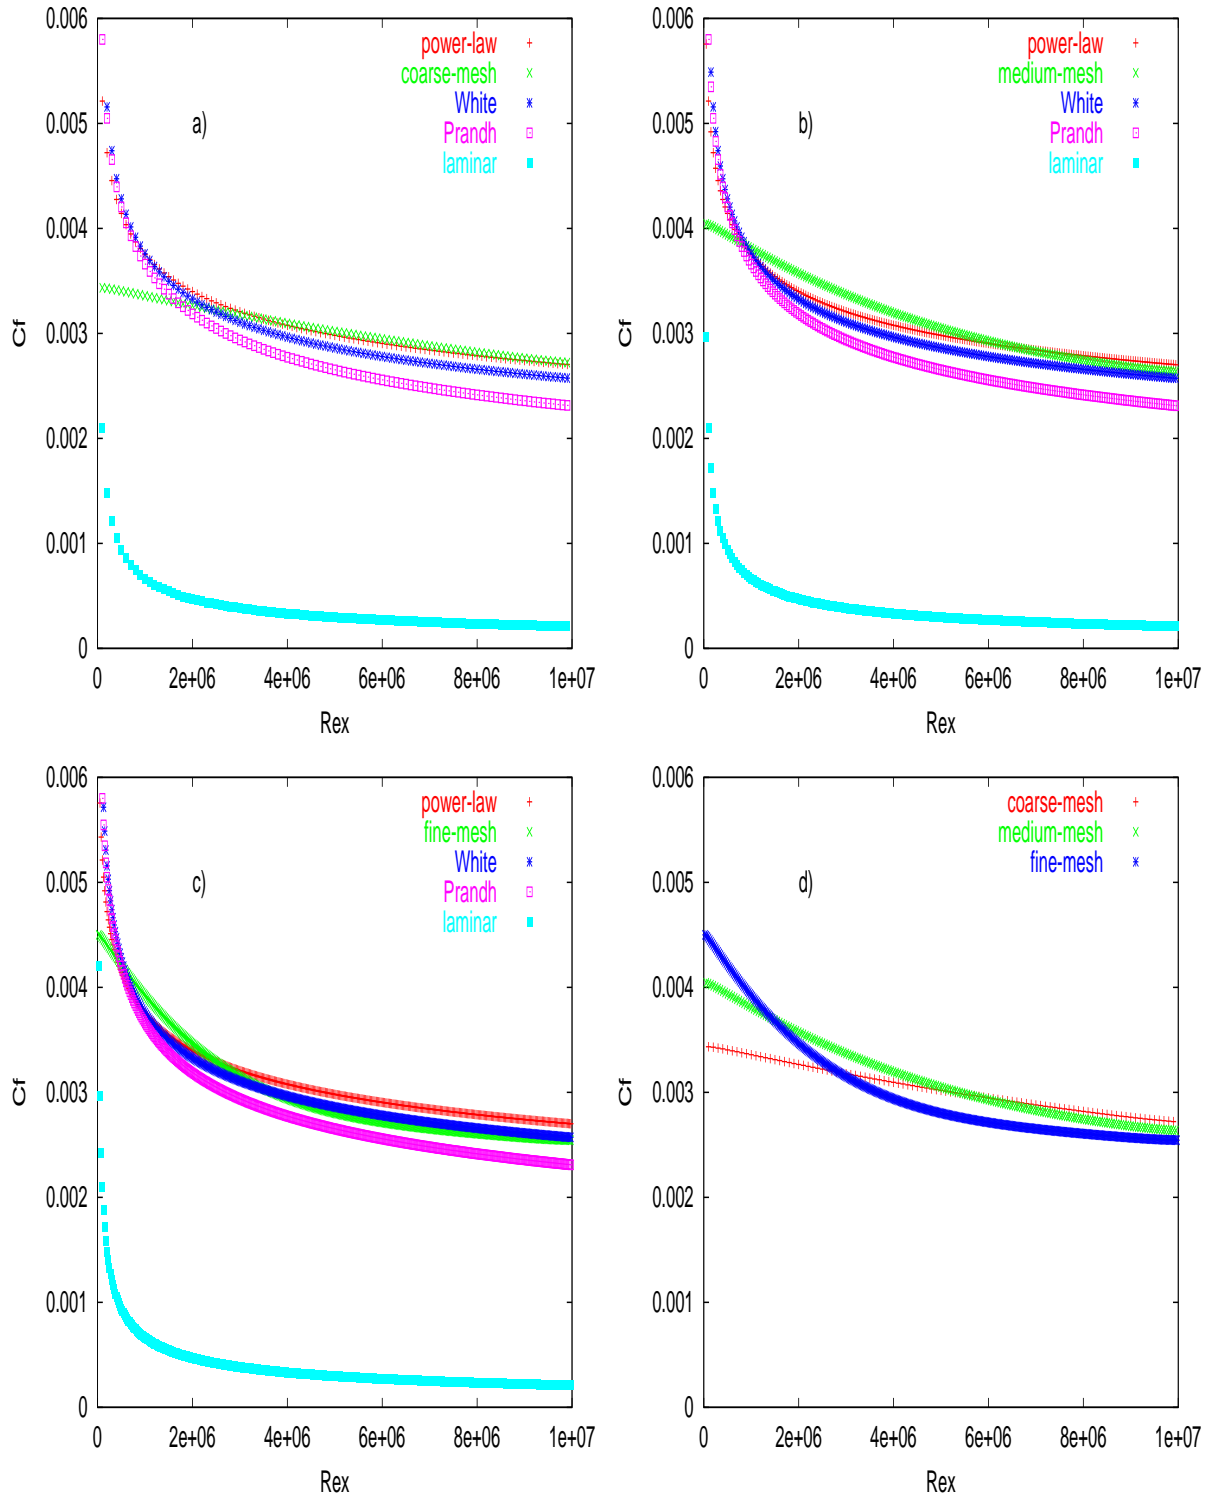 0.006
0.005
0.004
0.003
0.002
0.001
0
Cf
power-law
coarse-mesh
White
Prandh
laminar
a)
0 2e+06 4e+06 6e+06 8e+06 1e+07
Rex
0.006
0.005
0.004
0.003
0.002
0.001
0
Cf
power-law
medium-mesh
White
Prandh
laminar
b)
0 2e+06 4e+06 6e+06 8e+06 1e+07
Rex
0.006
0.005
0.004
0.003
0.002
0.001
0
Cf
power-law
fine-mesh
White
Prandh
laminar
c)
0 2e+06 4e+06 6e+06 8e+06 1e+07
Rex
0.006
0.005
0.004
0.003
0.002
0.001
0
Cf
coarse-mesh
medium-mesh
fine-mesh
d)
0 2e+06 4e+06 6e+06 8e+06 1e+07
Rex